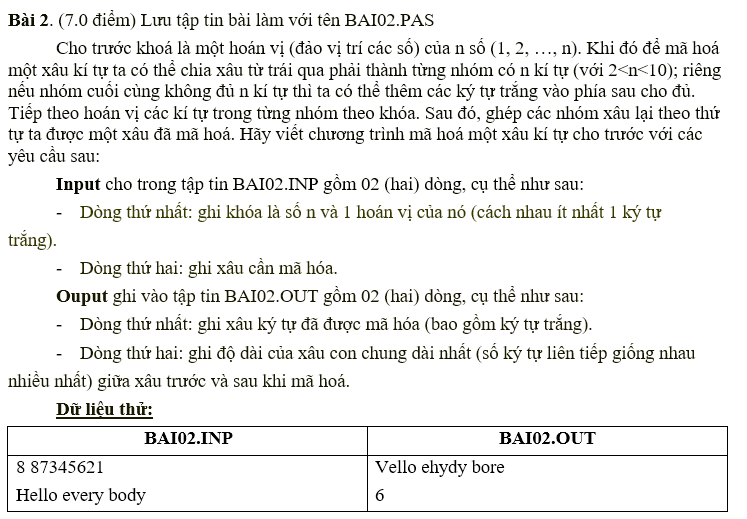 Bài 2. (7.0 điểm) Lưu tập tin bài làm với tên BAI02.PAS
Cho trước khoá là một hoán vị (đảo vị trí các số) của n số (1, 2, …, n). Khi đó để mã hoá
một xâu kí tự ta có thể chia xâu từ trái qua phải thành từng nhóm có n kí tự (với 2<n<10); riêng
nếu nhóm cuối cùng không đủ n kí tự thì ta có thể thêm các ký tự trắng vào phía sau cho đủ.
Tiếp theo hoán vị các kí tự trong từng nhóm theo khóa. Sau đó, ghép các nhóm xâu lại theo thứ
tự ta được một xâu đã mã hoá. Hãy viết chương trình mã hoá một xâu kí tự cho trước với các
yêu cầu sau:
Input cho trong tập tin BAI02.INP gồm 02 (hai) dòng, cụ thể như sau:
- Dòng thứ nhất: ghi khóa là số n và 1 hoán vị của nó (cách nhau ít nhất 1 ký tự
trắng).
- Dòng thứ hai: ghi xâu cần mã hóa.
Ouput ghi vào tập tin BAI02.OUT gồm 02 (hai) dòng, cụ thể như sau:
- Dòng thứ nhất: ghi xâu ký tự đã được mã hóa (bao gồm ký tự trắng).
- Dòng thứ hai: ghi độ dài của xâu con chung dài nhất (số ký tự liên tiếp giống nhau
nhiều nhất) giữa xâu trước và sau khi mã hoá.
Dữ liệu thử:
BAI02.INP BAI02.OUT
8 87345621 Vello ehydy bore
Hello every body 6